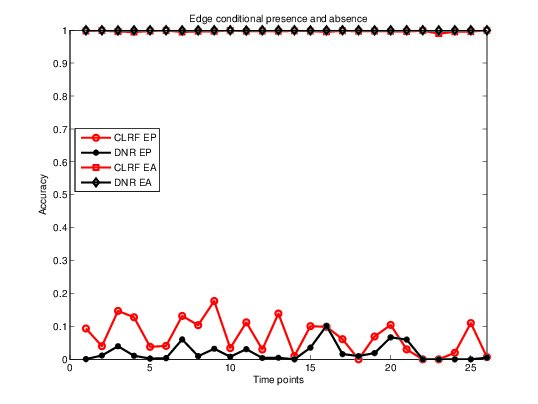 Edge conditional presence and absence
1
0.9
0.8
0.7
0.6
0.5
0.4
0.3
0.2
0.1
0
Accuracy
CLRF EP
DNR EP
CLRF EA
DNR EA
0 5 10 15 20 25
Time points